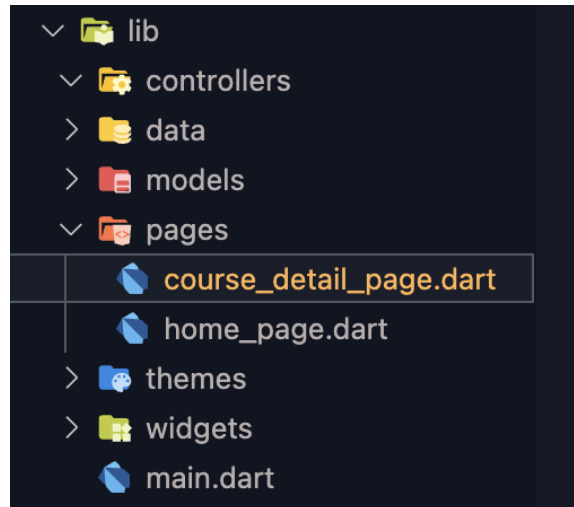 lib
controllers
data
models
pages
course_detail_page.dart
home_page.dart
themes
widgets
main.dart